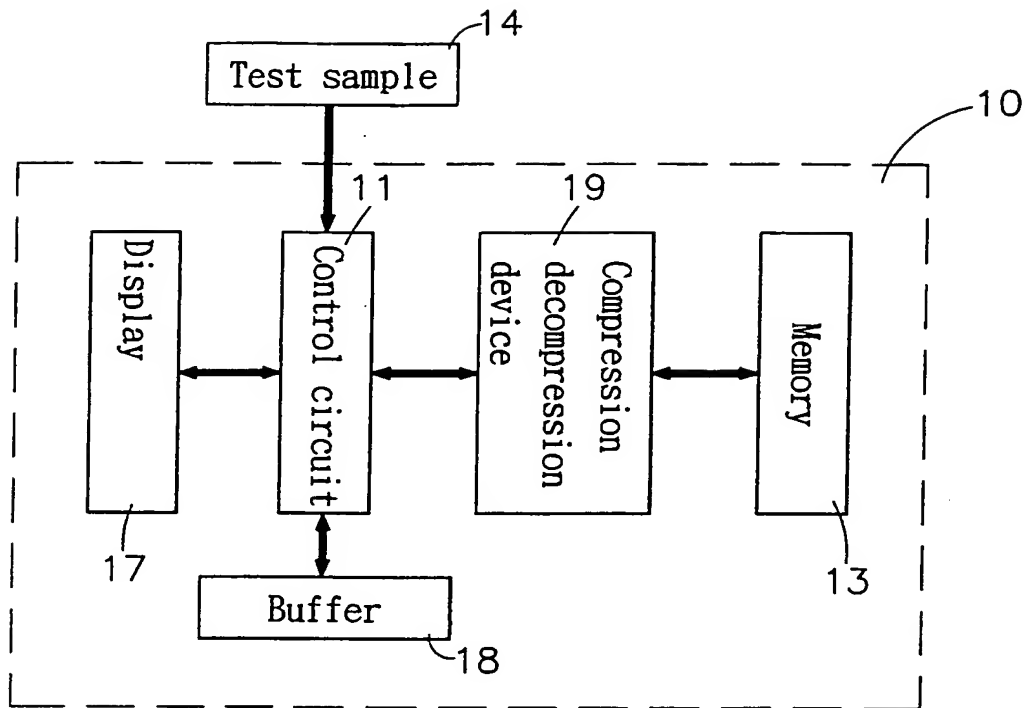 14
Test sample
10
11
19
Display
Control circuit
Compression
decompression
device
Memory
17
13
Buffer
18